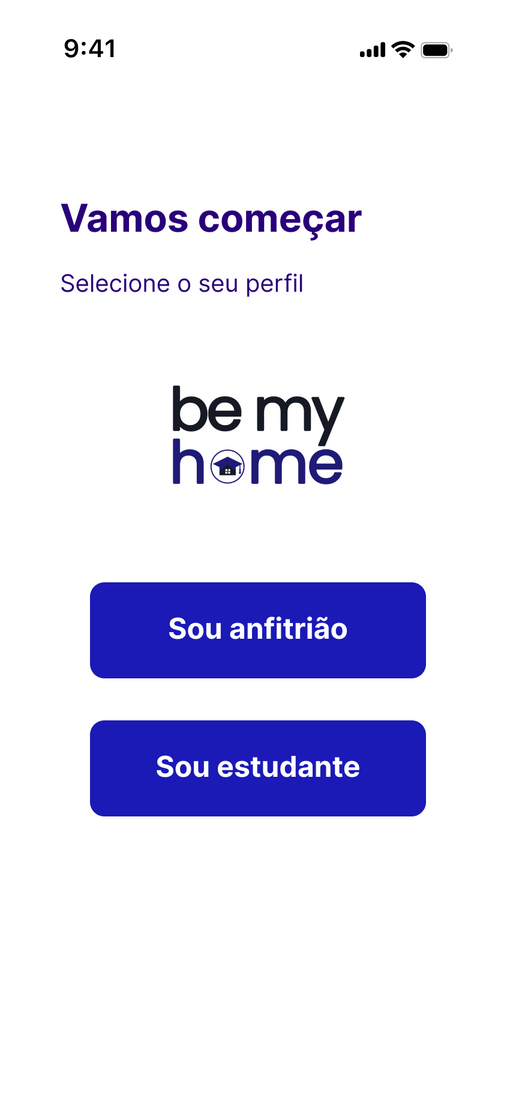 9:41
Vamos começar
Selecione o seu perfil
be my
home
Sou anfitrião
Sou estudante